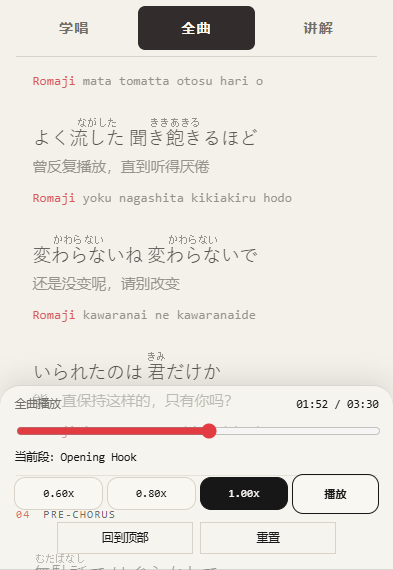 学唱 全曲 讲解
Romaji mata tomatta otosu hari o
ながした ききあきる
よく流した 聞き飽きるほど
曾反复播放，直到听得厌倦
Romaji yoku nagashita kikiakiru hodo
かわらない かわらない
変わらないね 変わらないで
还是没变呢，请别改变
Romaji kawaranai ne kawaranaide
きみ
いられたのは 君だけか
全曲播放 01:52 / 03:30
直保持这样的，只有你吗？
当前段: Opening Hook
0.60x 0.80x 1.00x 播放
04 PRE-CHORUS
回到顶部 重置
むだばなし